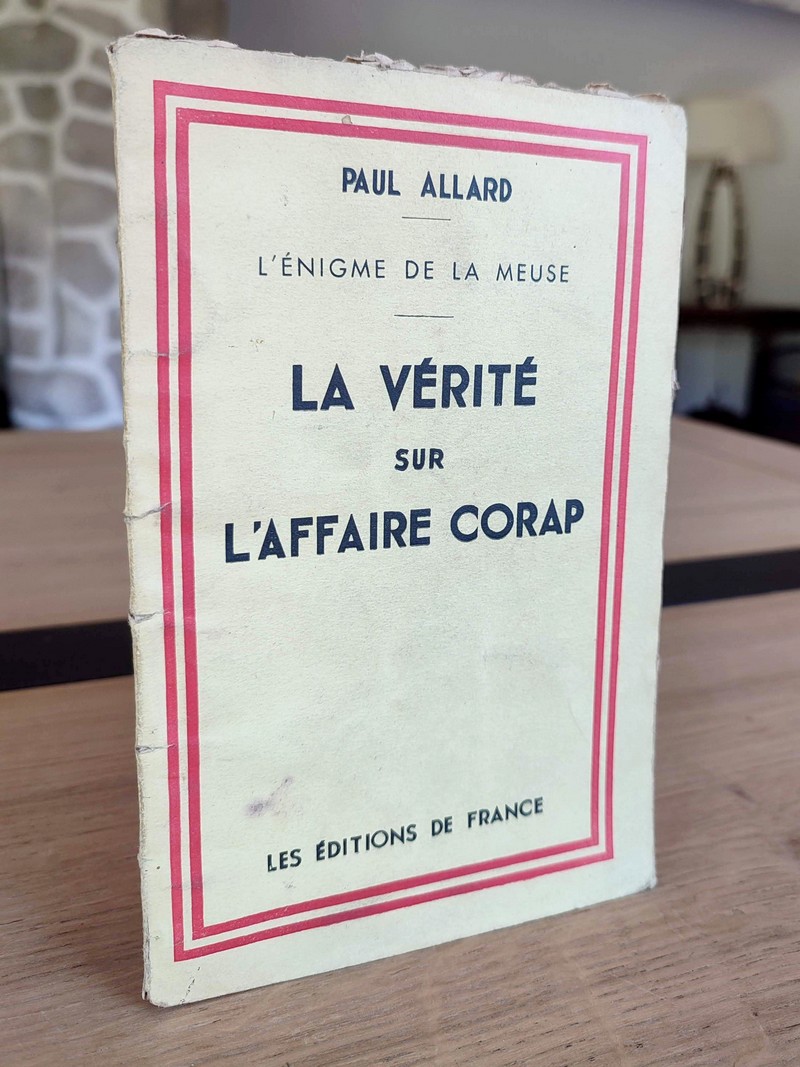 PAUL ALLARD
L'ÉNIGME DE LA MEUSE
LA VÉRITÉ
SUR
L'AFFAIRE CORAP
LES ÉDITIONS DE FRANCE